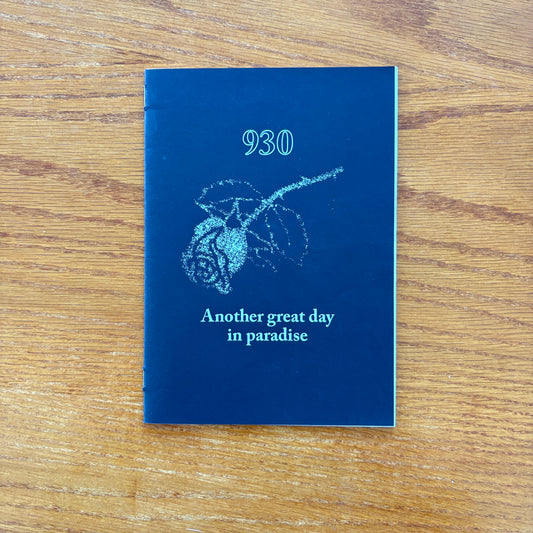 930
Another great day
in paradise